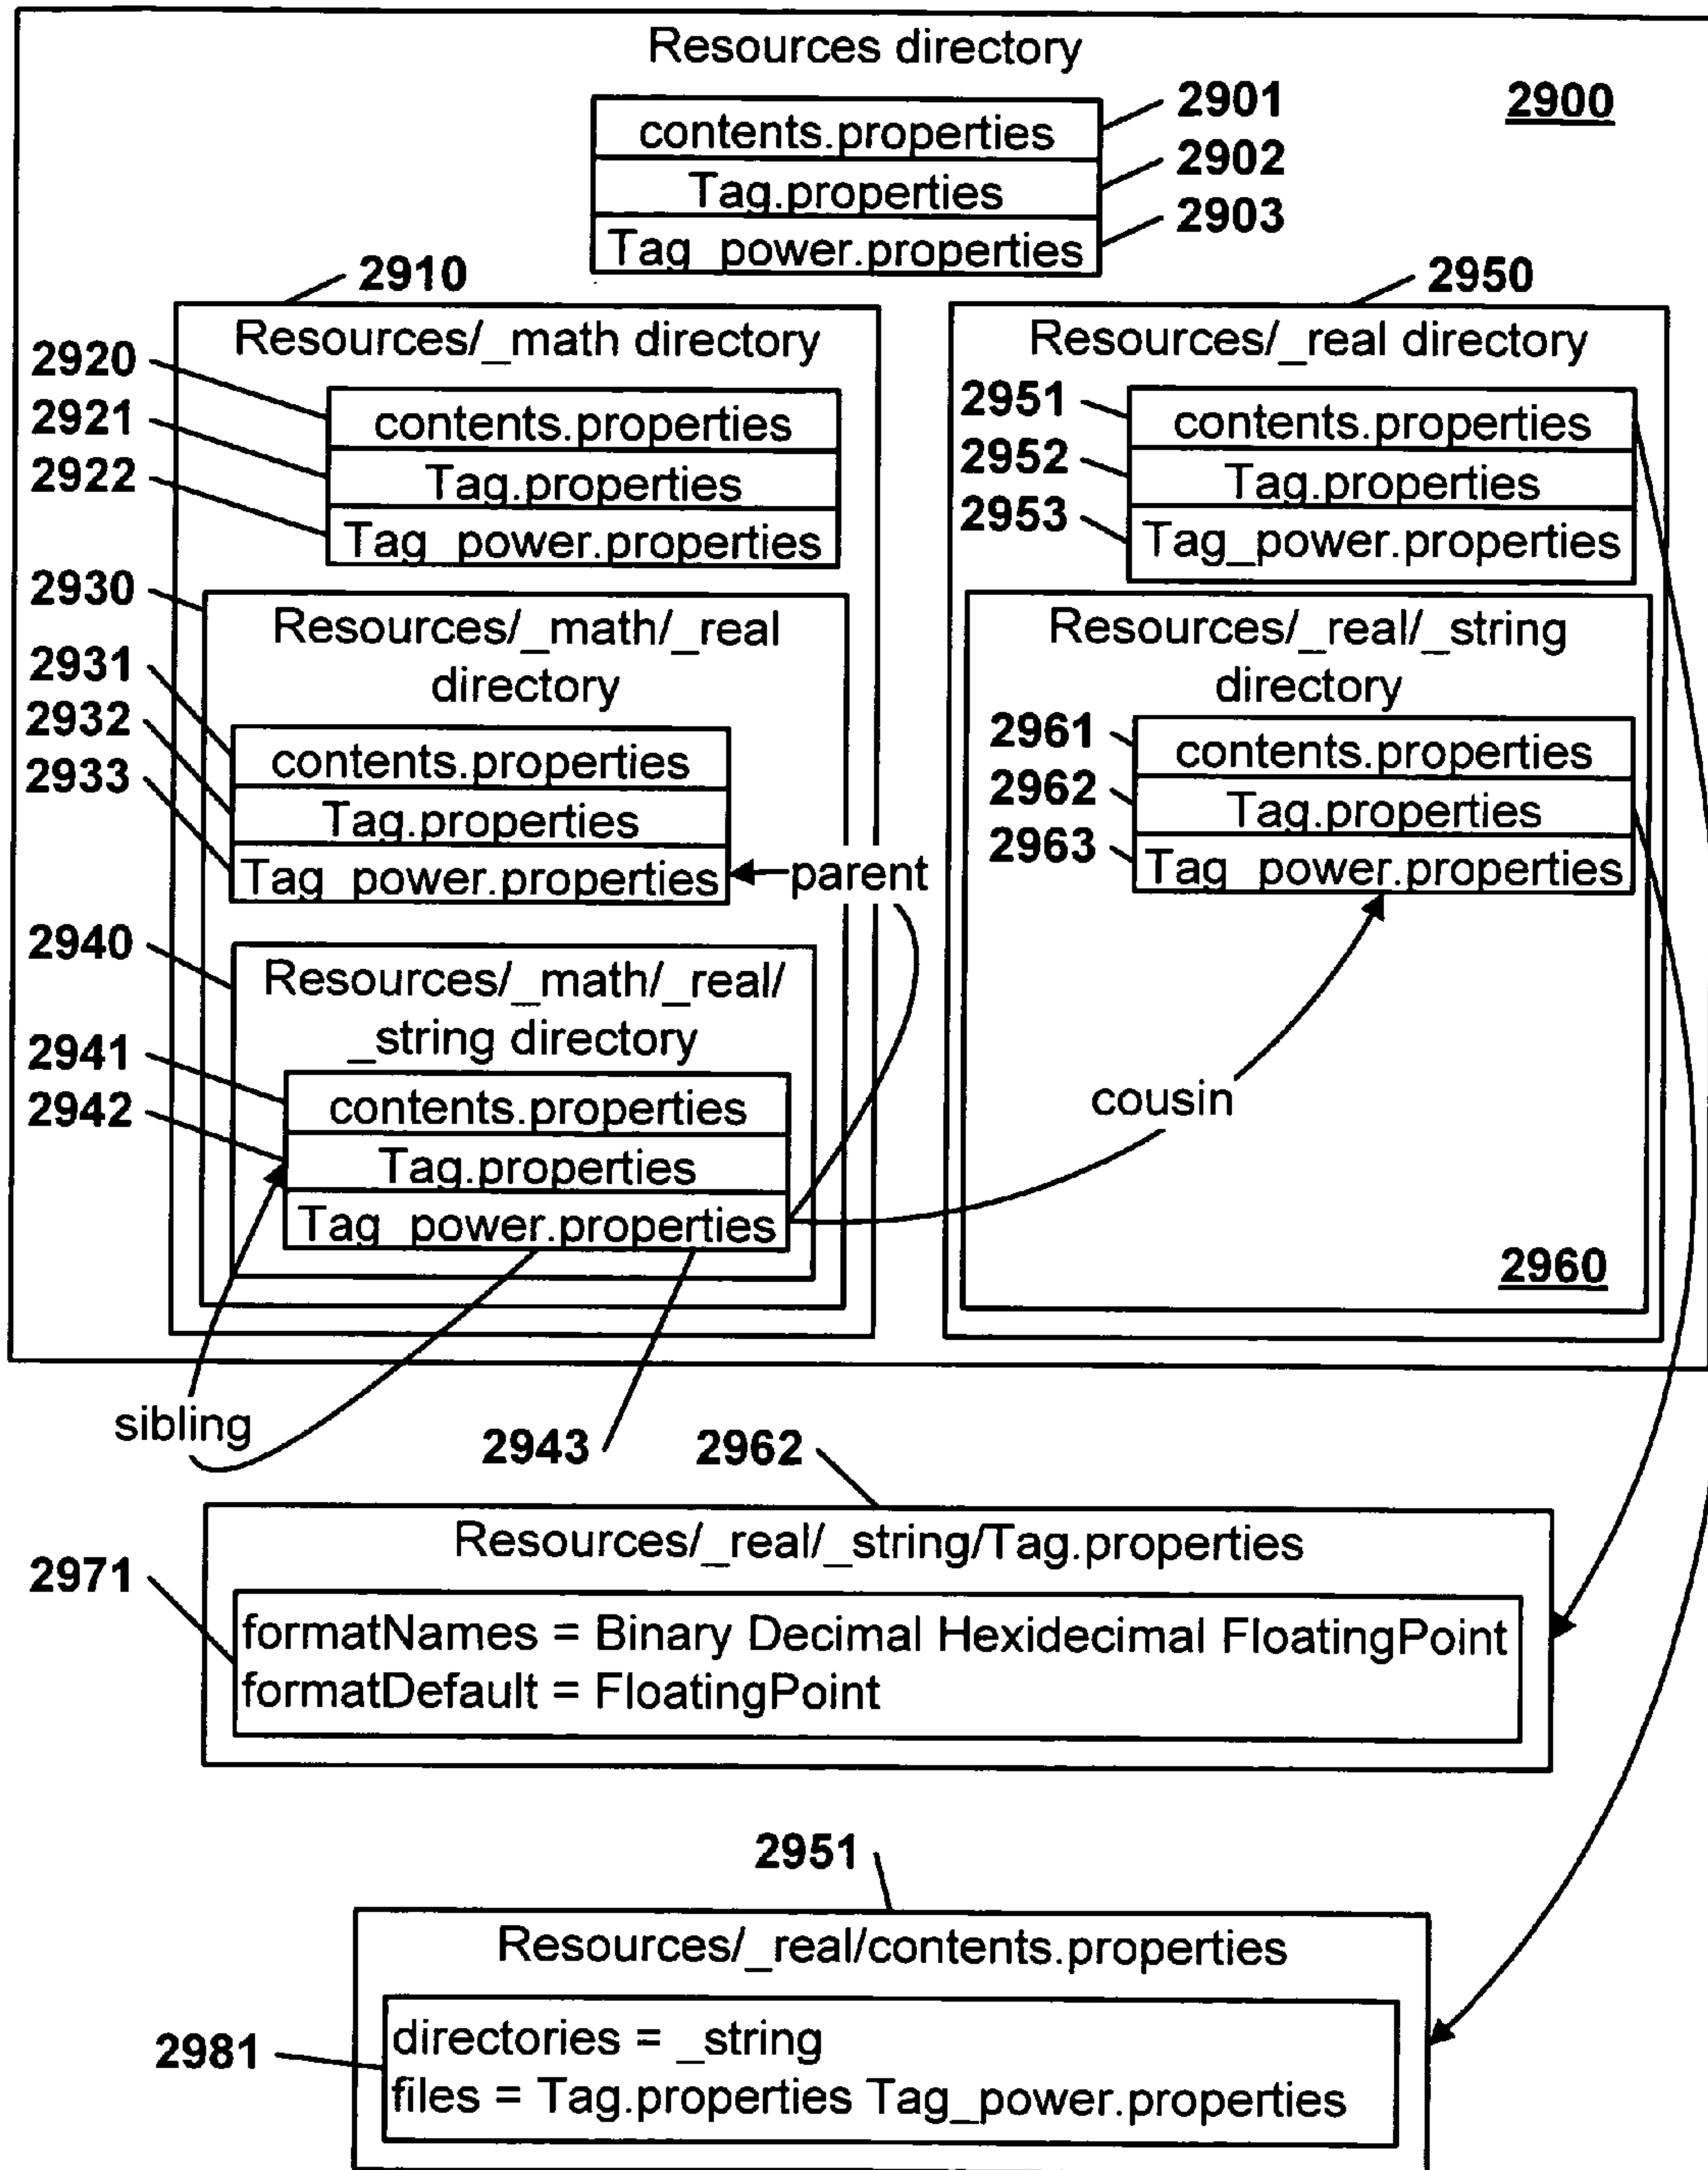 Resources directory
2900
contents.properties
2901
Tag.properties
2902
Tag_power.properties
2903
2910
Resources/_math directory
2920
contents.properties
2921
Tag.properties
2922
Tag_power.properties
2930
Resources/_math/_real
directory
2931
contents.properties
2932
Tag.properties
2933
Tag_power.properties
parent
2940
Resources/_math/_real/
_string directory
2941
contents.properties
2942
Tag.properties
Tag_power.properties
sibling
2943
2950
Resources/_real directory
2951
contents.properties
2952
Tag.properties
2953
Tag_power.properties
Resources/_real/_string
directory
2961
contents.properties
2962
Tag.properties
2963
Tag_power.properties
cousin
2960
2962
Resources/_real/_string/Tag.properties
2971
formatNames = Binary Decimal Hexidecimal FloatingPoint
formatDefault = FloatingPoint
2951
Resources/_real/contents.properties
2981
directories = _string
files = Tag.properties Tag_power.properties